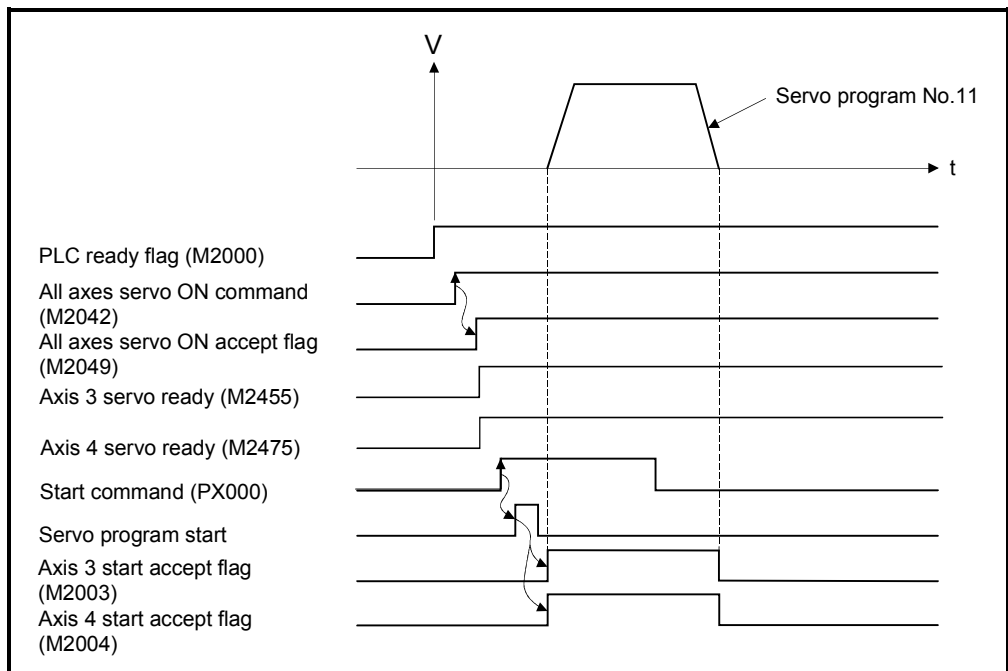 V
Servo program No.11
t
PLC ready flag (M2000)
All axes servo ON command
(M2042)
All axes servo ON accept flag
(M2049)
Axis 3 servo ready (M2455)
Axis 4 servo ready (M2475)
Start command (PX000)
Servo program start
Axis 3 start accept flag
(M2003)
Axis 4 start accept flag
(M2004)